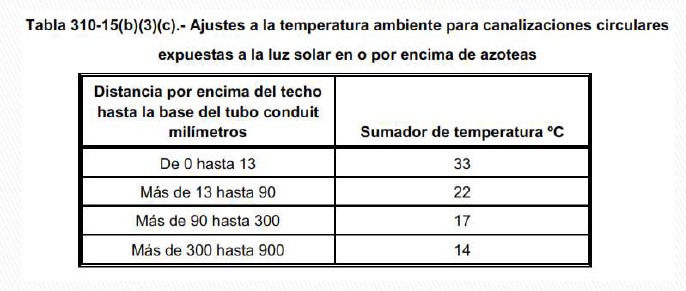 Tabla 310-15(b)(3)(c).- Ajustes a la temperatura ambiente para canalizaciones circulares
expuestas a la luz solar en o por encima de azoteas
Distancia por encima del techo
hasta la base del tubo conduit
milímetros
Sumador de temperatura ºC
De 0 hasta 13 33
Más de 13 hasta 90 22
Más de 90 hasta 300 17
Más de 300 hasta 900 14